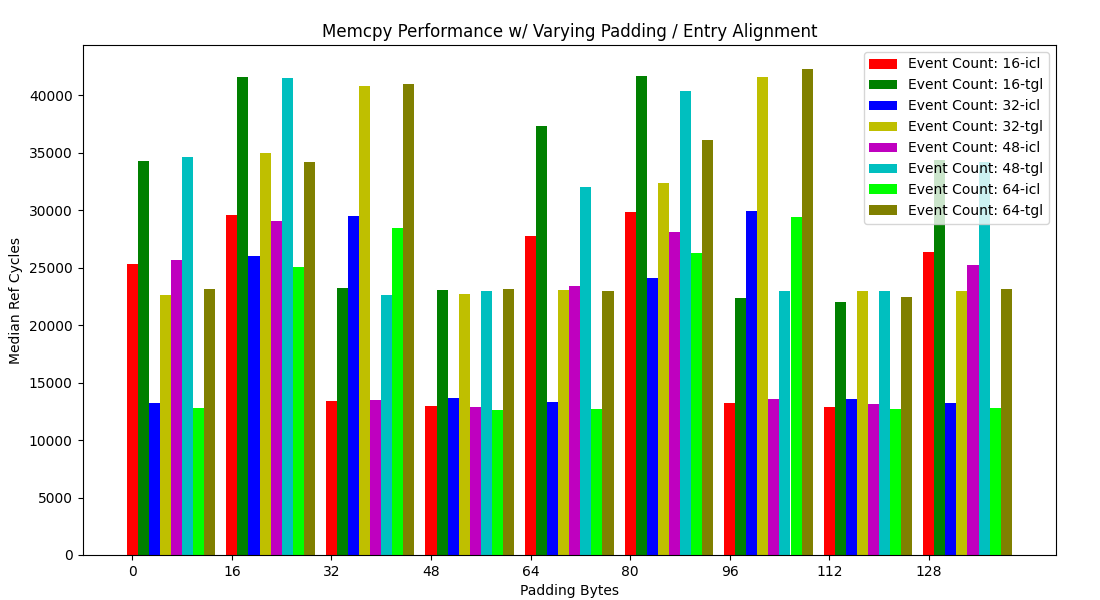 Memcpy Performance w/ Varying Padding / Entry Alignment
Event Count: 16-icl
Event Count: 16-tgl
Event Count: 32-icl
Event Count: 32-tgl
Event Count: 48-icl
Event Count: 48-tgl
Event Count: 64-icl
Event Count: 64-tgl
Median Ref Cycles
40000
35000
30000
25000
20000
15000
10000
5000
0
0 16 32 48 64 80 96 112 128
Padding Bytes